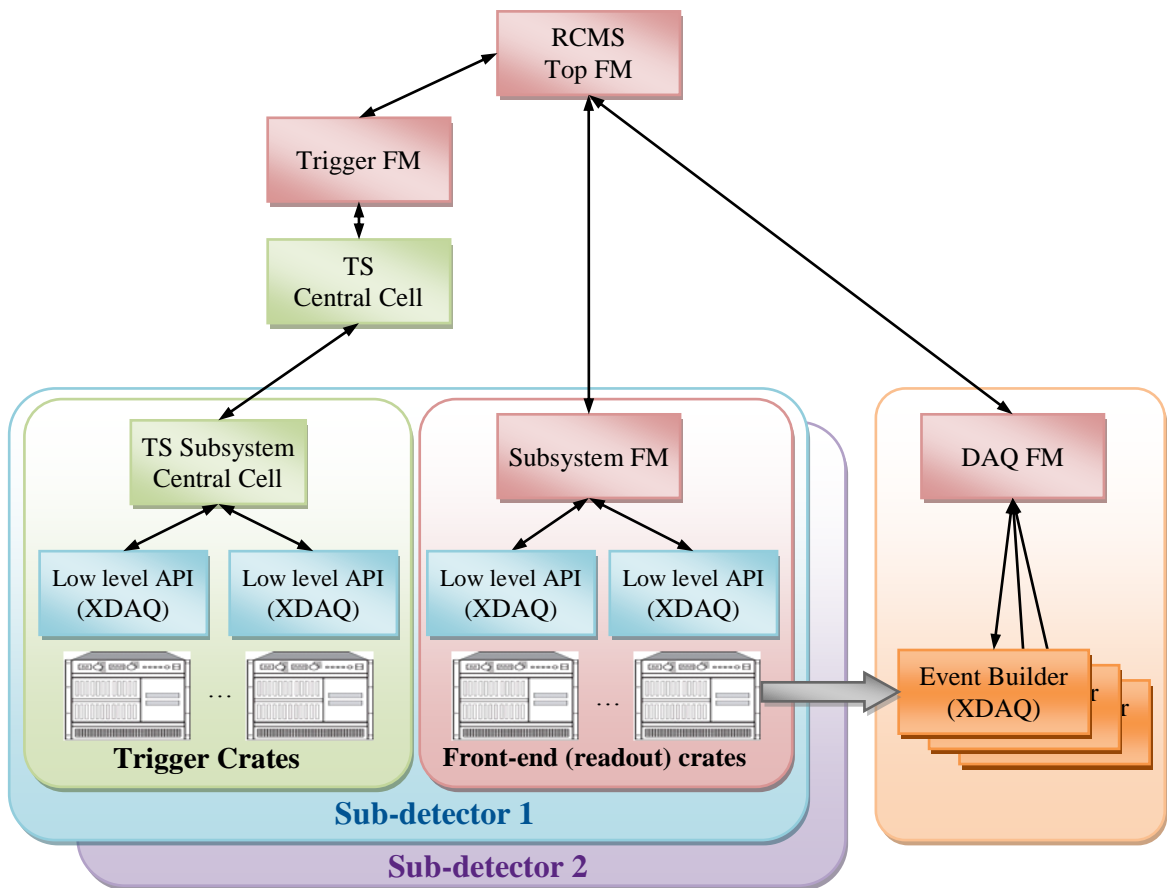 RCMS
Top FM
Trigger FM
TS
Central Cell
TS Subsystem
Central Cell
Subsystem FM
DAQ FM
Low level API
(XDAQ)
Low level API
(XDAQ)
Low level API
(XDAQ)
Low level API
(XDAQ)
…
…
Event Builder
(XDAQ)
r
r
Trigger Crates
Front-end (readout) crates
Sub-detector 1
Sub-detector 2